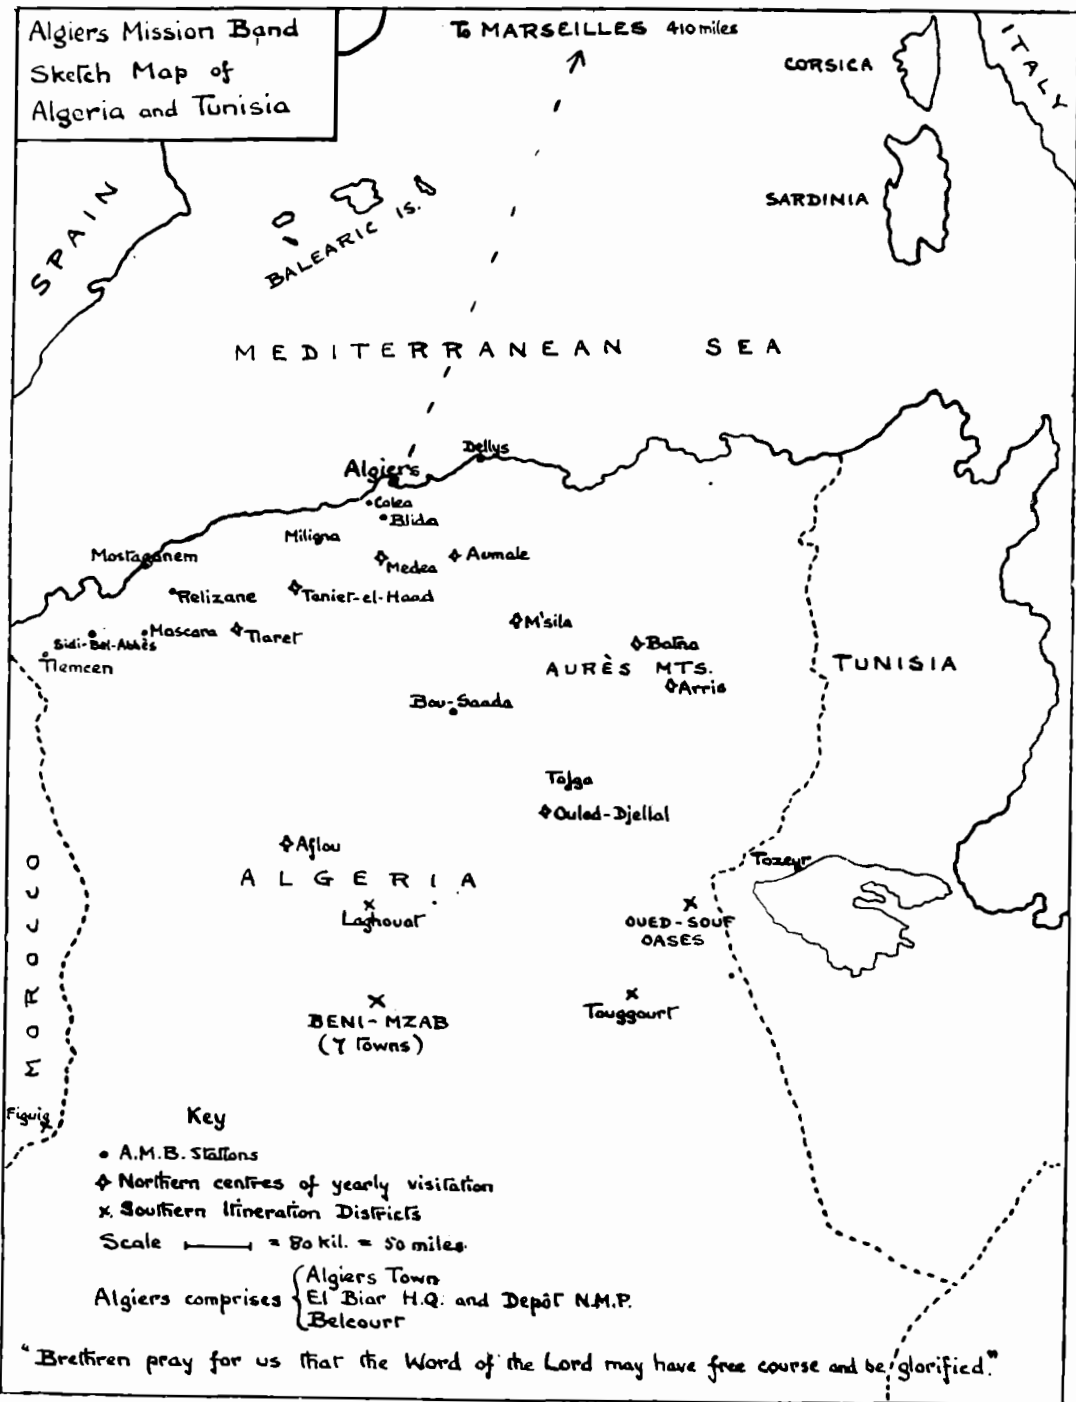 Algiers Mission Band
Sketch Map of
Algeria and Tunisia
To MARSEILLES 410 miles
CORSICA
ITALY
SARDINIA
SPAIN
BALEARIC IS.
MEDITERRANEAN SEA
Dellys
Algiers
Colea
Blida
Miligna
Mostaganem
Medea
Aumale
Relizane
Teniet-el-Haad
M'sila
Mascara
Tiaret
Sidi-Bel-Abbès
Tlemcen
Batna
AURÈS MTS.
Arris
TUNISIA
Bou-Saada
Tolga
Ouled-Djellal
Aflou
Tozeur
ALGERIA
Laghouat
OUED-SOUF
OASES
MOROCCO
Touggourt
BENI-MZAB
(7 Towns)
Figuig
Key
A.M.B. Stations
Northern centres of yearly visitation
x. Southern Itineration Districts
Scale = 80 kil. = 50 miles.
Algiers comprises
Algiers Town
El Biar H.Q. and Depôt N.M.P.
Belcourt
"Brethren pray for us that the Word of the Lord may have free course and be glorified."